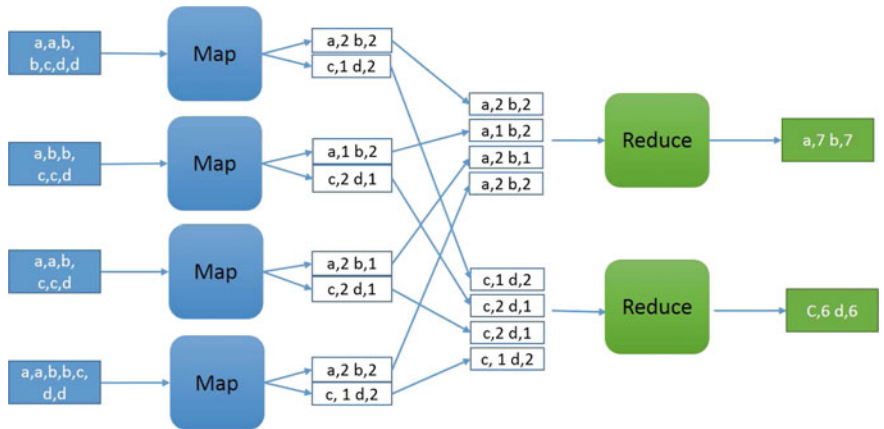 a,a,b,
b,c,d,d
Map
a,2 b,2
c,1 d,2
a,b,b,
c,c,d
Map
a,1 b,2
c,2 d,1
a,a,b,
c,c,d
Map
a,2 b,1
c,2 d,1
a,a,b,b,c,
d,d
Map
a,2 b,2
c, 1 d,2
a,2 b,2
a,1 b,2
a,2 b,1
a,2 b,2
Reduce
a,7 b,7
c,1 d,2
c,2 d,1
c,2 d,1
c, 1 d,2
Reduce
C,6 d,6